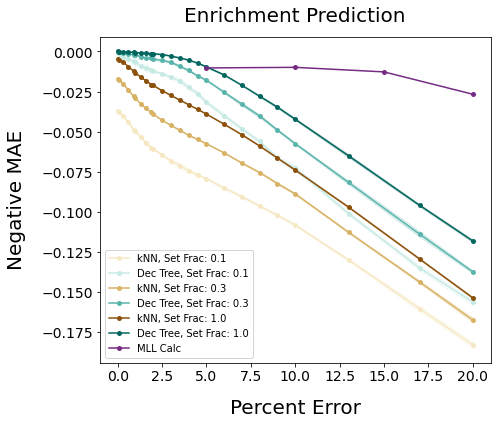 Enrichment Prediction
Negative MAE
0.000
−0.025
−0.050
−0.075
−0.100
−0.125
−0.150
−0.175
kNN, Set Frac: 0.1
Dec Tree, Set Frac: 0.1
kNN, Set Frac: 0.3
Dec Tree, Set Frac: 0.3
kNN, Set Frac: 1.0
Dec Tree, Set Frac: 1.0
MLL Calc
0.0 2.0 2.5 5.0 7.5 10.0 12.5 15.0 17.5 20.0
Percent Error